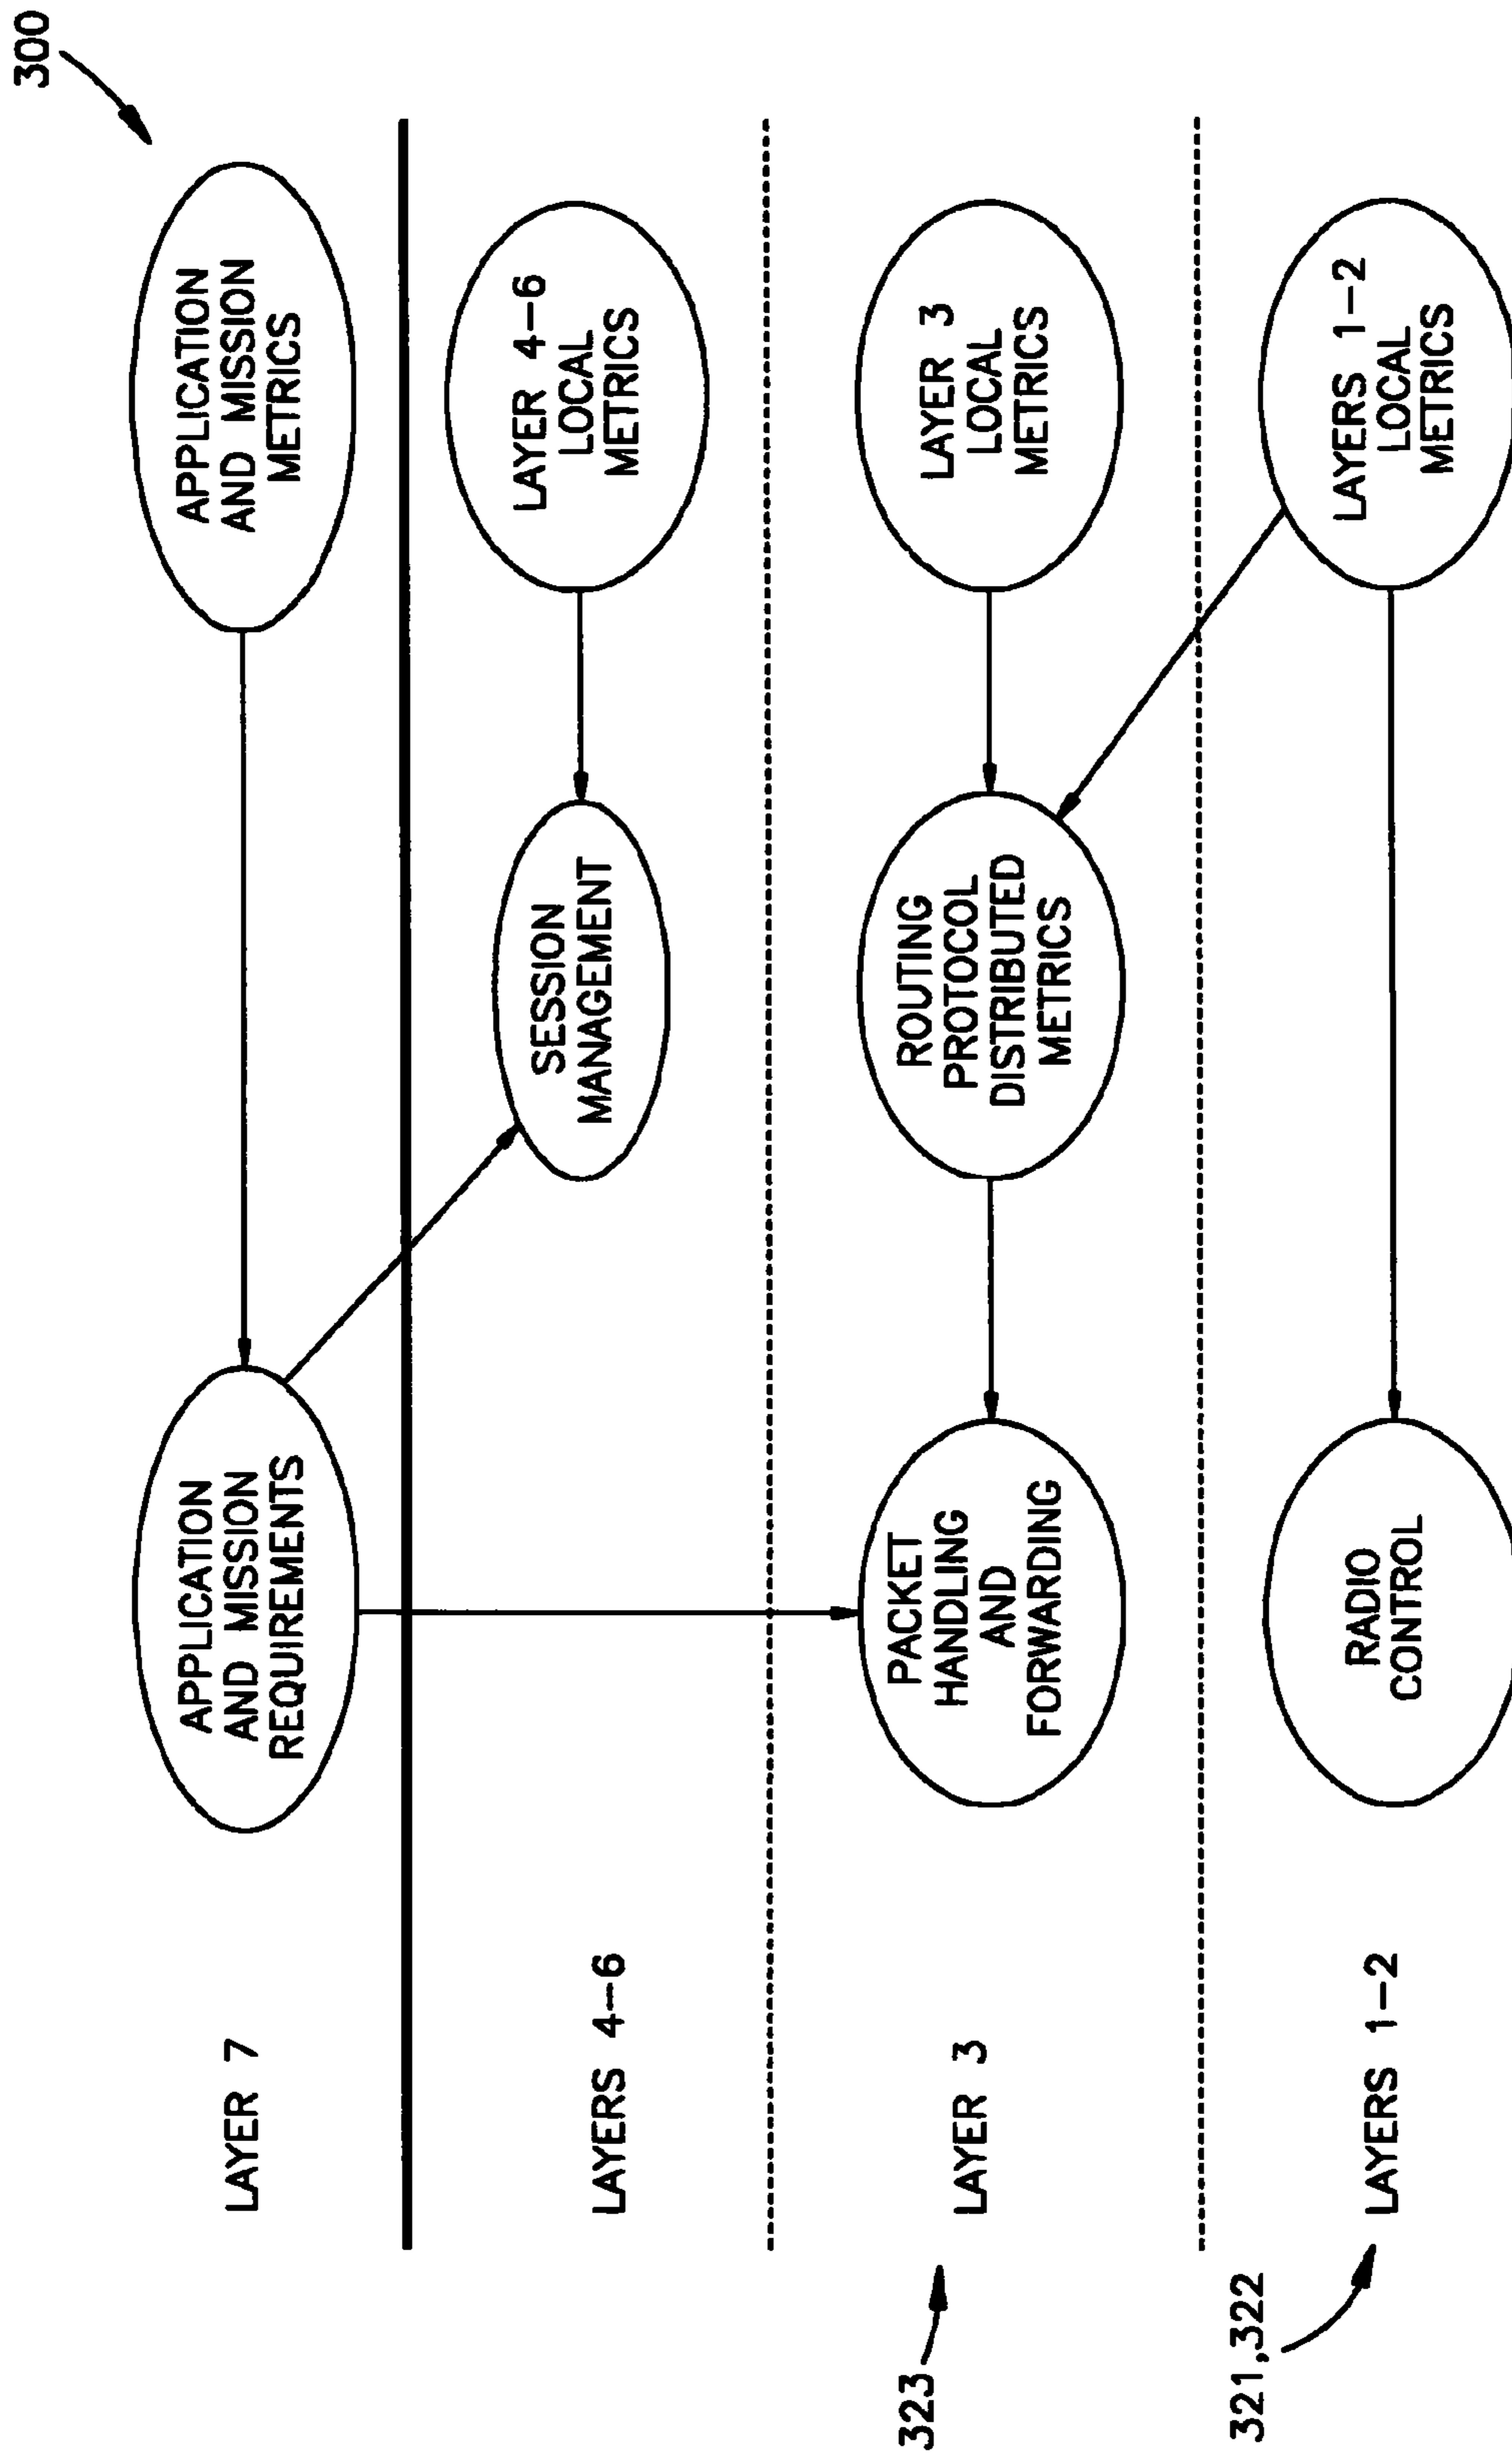 300
LAYER 7
APPLICATION
AND MISSION
REQUIREMENTS
APPLICATION
AND MISSION
METRICS
LAYERS 4-6
SESSION
MANAGEMENT
LAYER 4-6
LOCAL
METRICS
323
LAYER 3
PACKET
HANDLING
AND
FORWARDING
ROUTING
PROTOCOL
DISTRIBUTED
METRICS
LAYER 3
LOCAL
METRICS
321,322
LAYERS 1-2
RADIO
CONTROL
LAYERS 1-2
LOCAL
METRICS